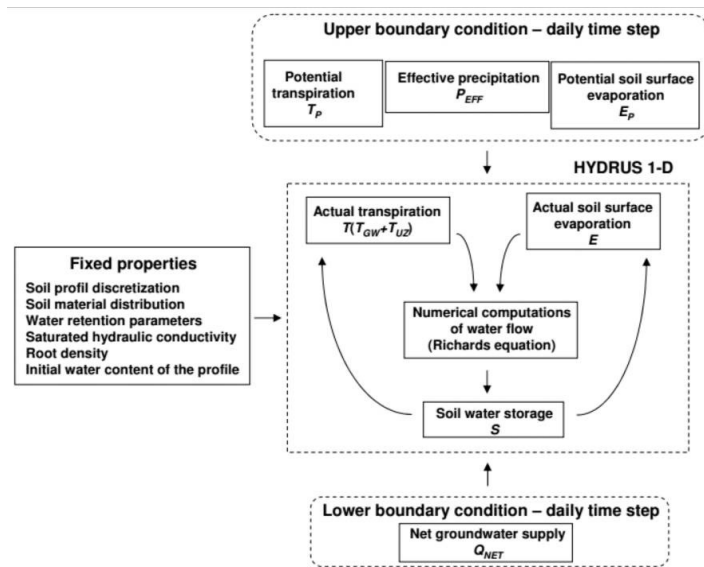 Upper boundary condition – daily time step
Potential
transpiration
T_P
Effective precipitation
P_EFF
Potential soil surface
evaporation
E_P
HYDRUS 1-D
Actual transpiration
T(T_GW+T_UZ)
Actual soil surface
evaporation
E
Fixed properties
Soil profil discretization
Soil material distribution
Water retention parameters
Saturated hydraulic conductivity
Root density
Initial water content of the profile
Numerical computations
of water flow
(Richards equation)
Soil water storage
S
Lower boundary condition – daily time step
Net groundwater supply
Q_NET